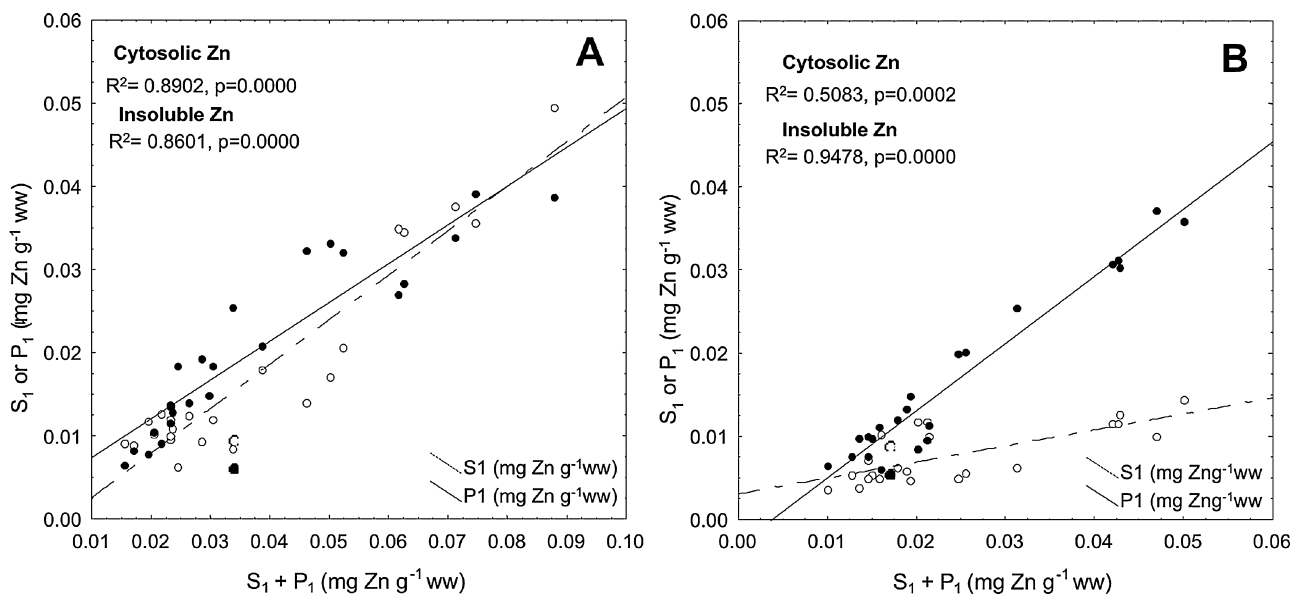 A
Cytosolic Zn
R²= 0.8902, p=0.0000
Insoluble Zn
R²= 0.8601, p=0.0000
0.06
0.05
0.04
0.03
0.02
0.01
0.00
S₁ or P₁ (mg Zn g⁻¹ ww)
S1 (mg Zn g⁻¹ww)
P1 (mg Zn g⁻¹ww)
0.01 0.02 0.03 0.04 0.05 0.06 0.07 0.08 0.09 0.10
S₁ + P₁ (mg Zn g⁻¹ ww)
B
Cytosolic Zn
R²= 0.5083, p=0.0002
Insoluble Zn
R²= 0.9478, p=0.0000
0.06
0.05
0.04
0.03
0.02
0.01
0.00
S₁ or P₁ (mg Zn g⁻¹ ww)
S1 (mg Zng⁻¹ww
P1 (mg Zng⁻¹ww
0.00 0.01 0.02 0.03 0.04 0.05 0.06
S₁ + P₁ (mg Zn g⁻¹ ww)